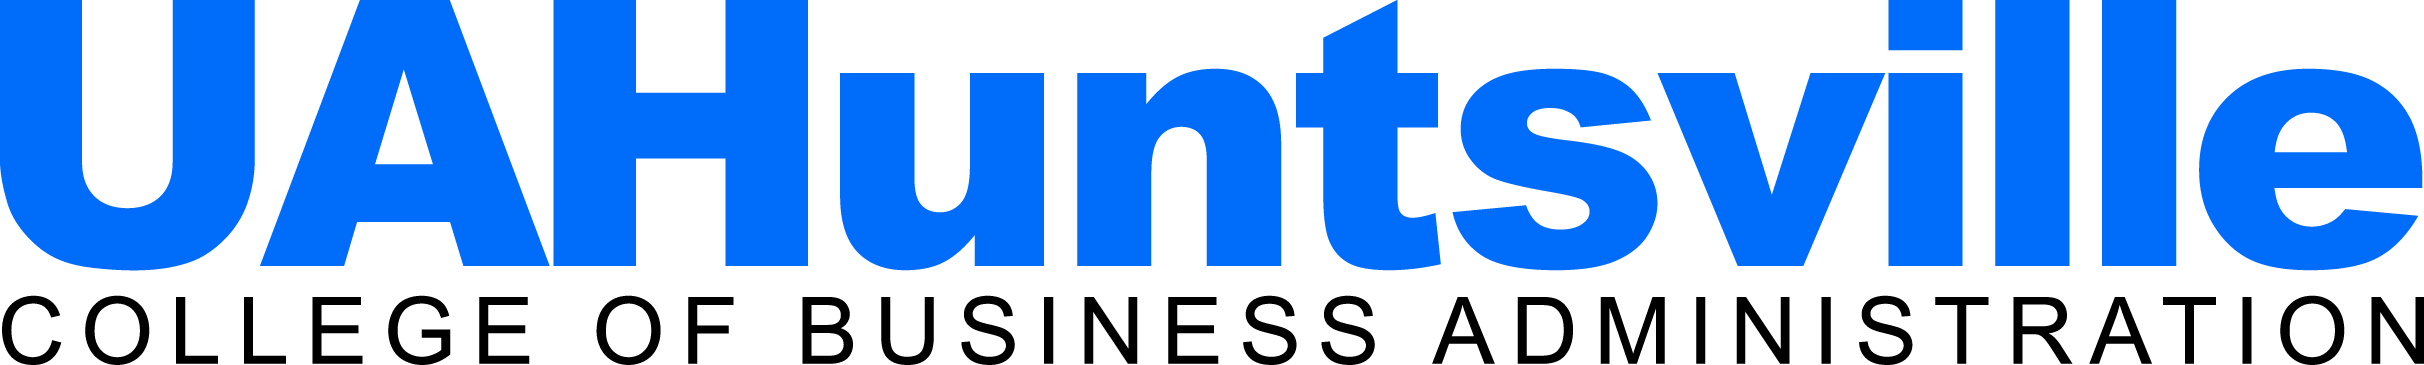 UAHuntsville
COLLEGE OF BUSINESS ADMINISTRATION